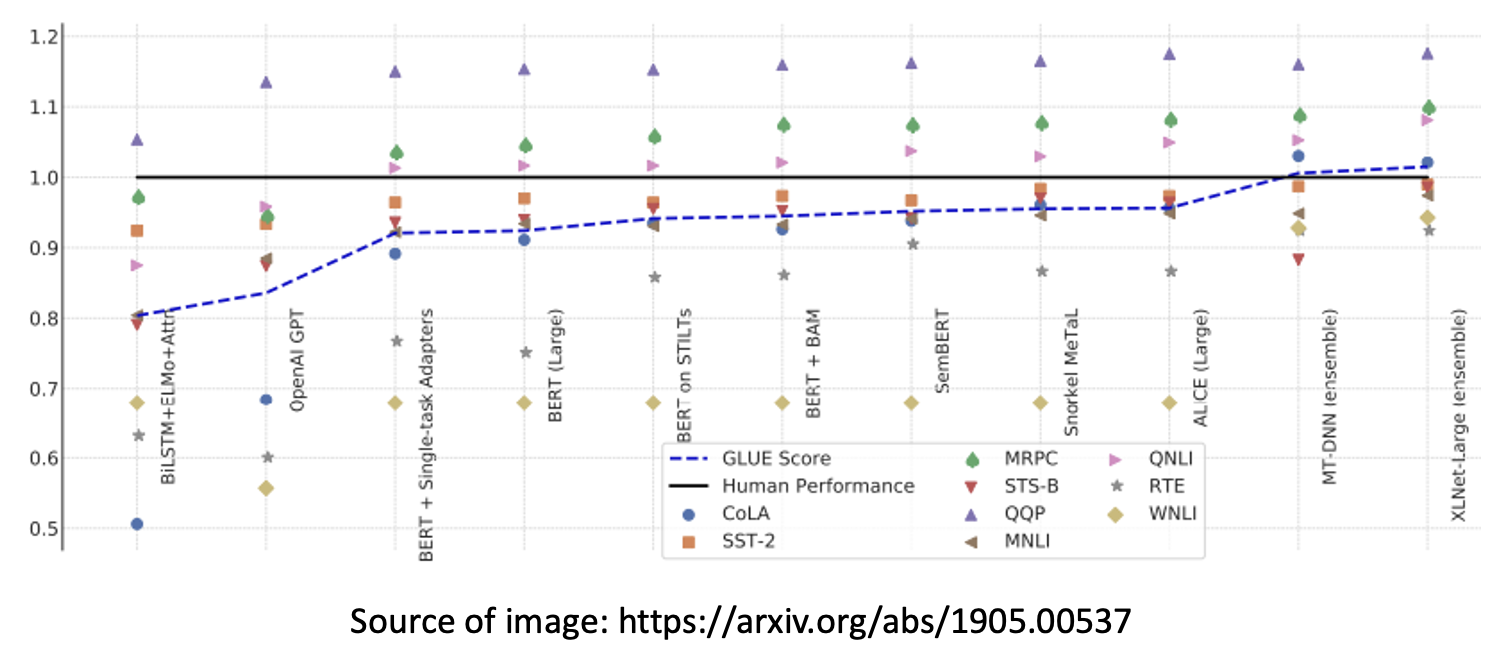 1.2
1.1
1.0
0.9
0.8
0.7
0.6
0.5
BiLSTM+ELMo+Attn
OpenAI GPT
BERT + Single-task Adapters
BERT (Large)
BERT on STILTs
BERT + BAM
SemBERT
Snorkel MeTaL
ALICE (Large)
MT-DNN (ensemble)
XLNet-Large (ensemble)
GLUE Score
Human Performance
CoLA
SST-2
MRPC
STS-B
QQP
MNLI
QNLI
RTE
WNLI
Source of image: https://arxiv.org/abs/1905.00537